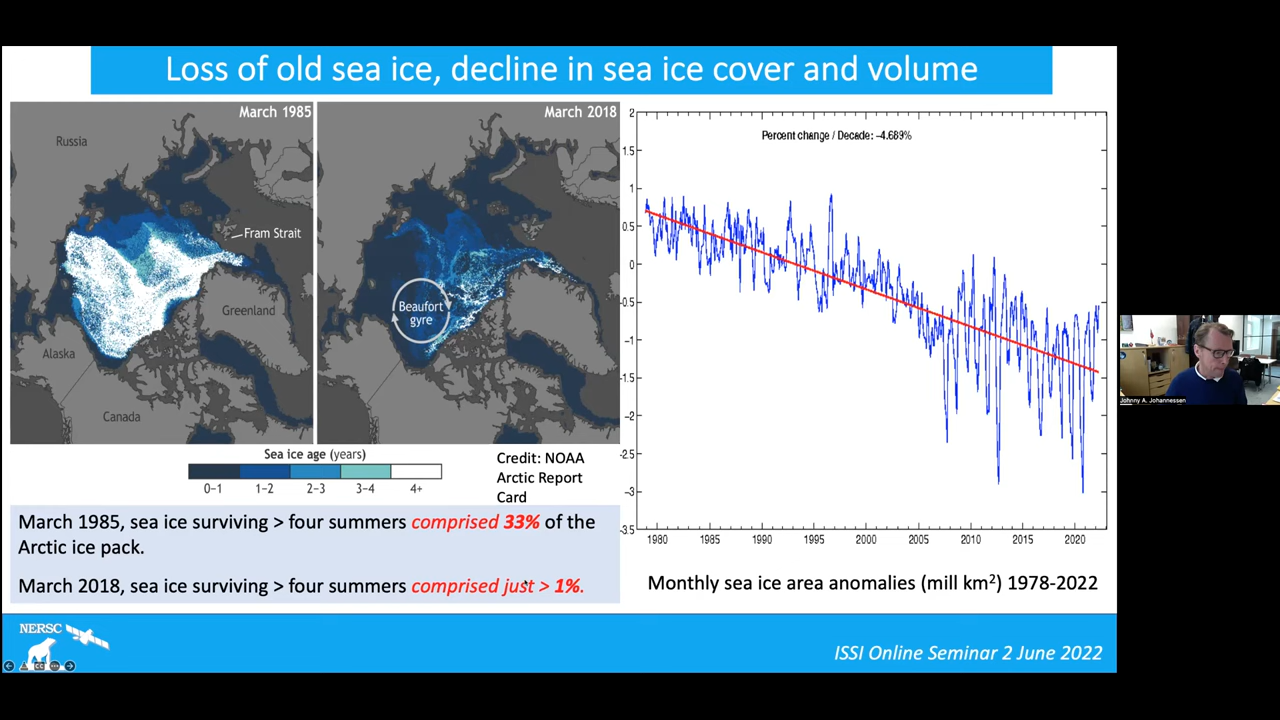 Loss of old sea ice, decline in sea ice cover and volume
March 1985
March 2018
Russia
Fram Strait
Greenland
Alaska
Canada
Beaufort
gyre
Sea ice age (years)
0–1 1–2 2–3 3–4 4+
Credit: NOAA
Arctic Report
Card
March 1985, sea ice surviving > four summers comprised 33% of the
Arctic ice pack.
March 2018, sea ice surviving > four summers comprised just > 1%.
Percent change / Decade: -4.689%
2
1.5
1
0.5
0
-0.5
-1
-1.5
-2
-2.5
-3
-3.5
1980 1985 1990 1995 2000 2005 2010 2015 2020
Monthly sea ice area anomalies (mill km²) 1978-2022
NERSC
ISSI Online Seminar 2 June 2022
Johnny A. Johannessen